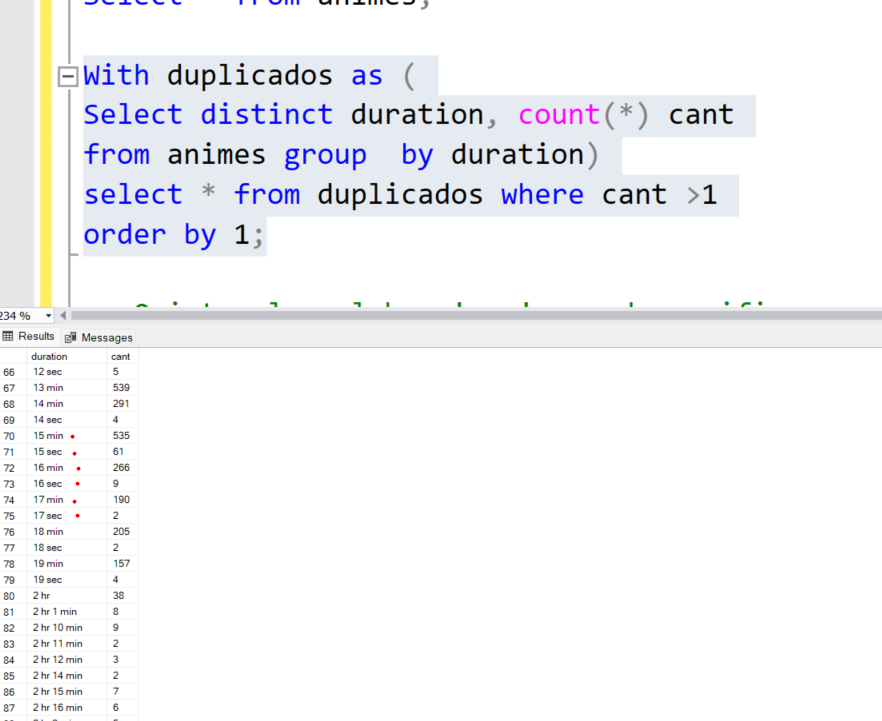 Select * from animes;
With duplicados as (
Select distinct duration, count(*) cant
from animes group  by duration)
select * from duplicados where cant >1
order by 1;
234 %
Results Messages
duration cant
66 12 sec 5
67 13 min 539
68 14 min 291
69 14 sec 4
70 15 min 535
71 15 sec 61
72 16 min 266
73 16 sec 9
74 17 min 190
75 17 sec 2
76 18 min 205
77 18 sec 2
78 19 min 157
79 19 sec 4
80 2 hr 38
81 2 hr 1 min 8
82 2 hr 10 min 9
83 2 hr 11 min 2
84 2 hr 12 min 3
85 2 hr 14 min 2
86 2 hr 15 min 7
87 2 hr 16 min 6